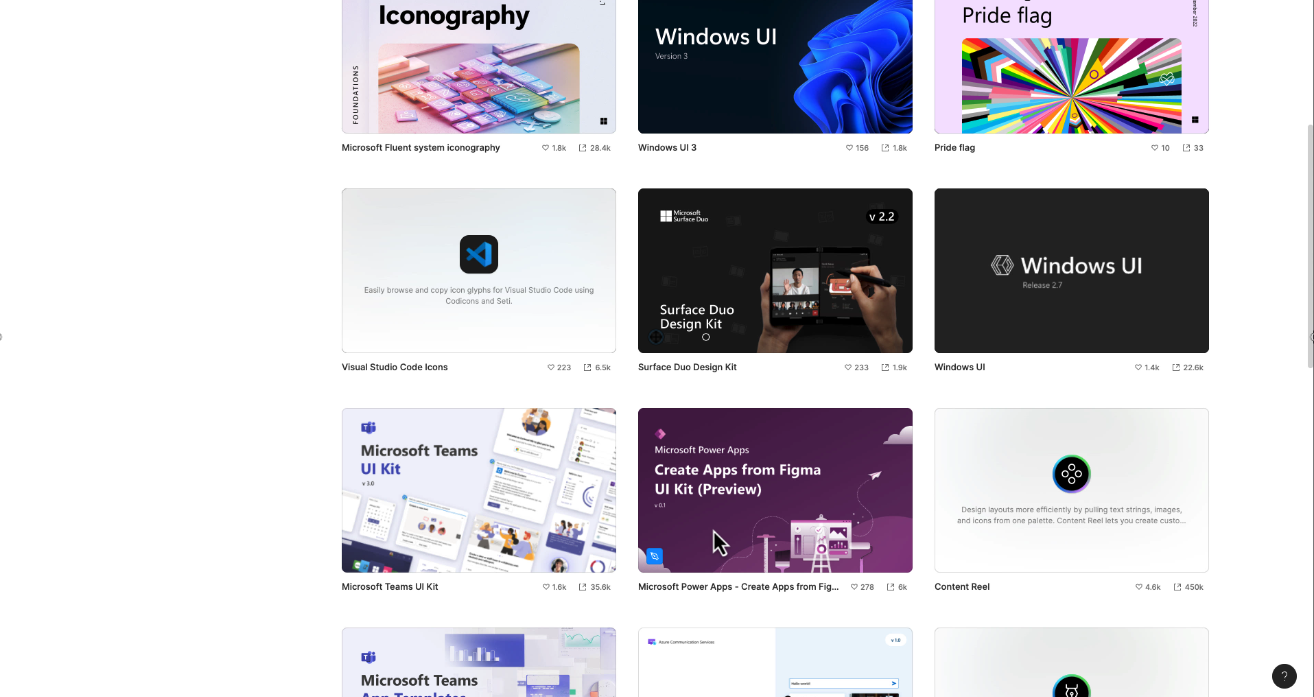 Iconography
FOUNDATIONS
Windows UI
Version 3
Pride flag
Microsoft Fluent system iconography
1.8k
28.4k
Windows UI 3
156
1.8k
Pride flag
10
33
Easily browse and copy icon glyphs for Visual Studio Code using
Codicons and Seti.
Microsoft
Surface Duo
v 2.2
Surface Duo
Design Kit
Windows UI
Release 2.7
Visual Studio Code Icons
223
6.5k
Surface Duo Design Kit
233
1.9k
Windows UI
1.4k
22.6k
Microsoft Teams
UI Kit
v 3.0
Microsoft Power Apps
Create Apps from Figma
UI Kit (Preview)
v 0.1
Design layouts more efficiently by pulling text strings, images,
and icons from one palette. Content Reel lets you create custo...
Microsoft Teams UI Kit
1.6k
35.6k
Microsoft Power Apps - Create Apps from Fig...
278
6k
Content Reel
4.6k
450k
Microsoft Teams
App Templates
Azure Communication Services
v 1.0
?